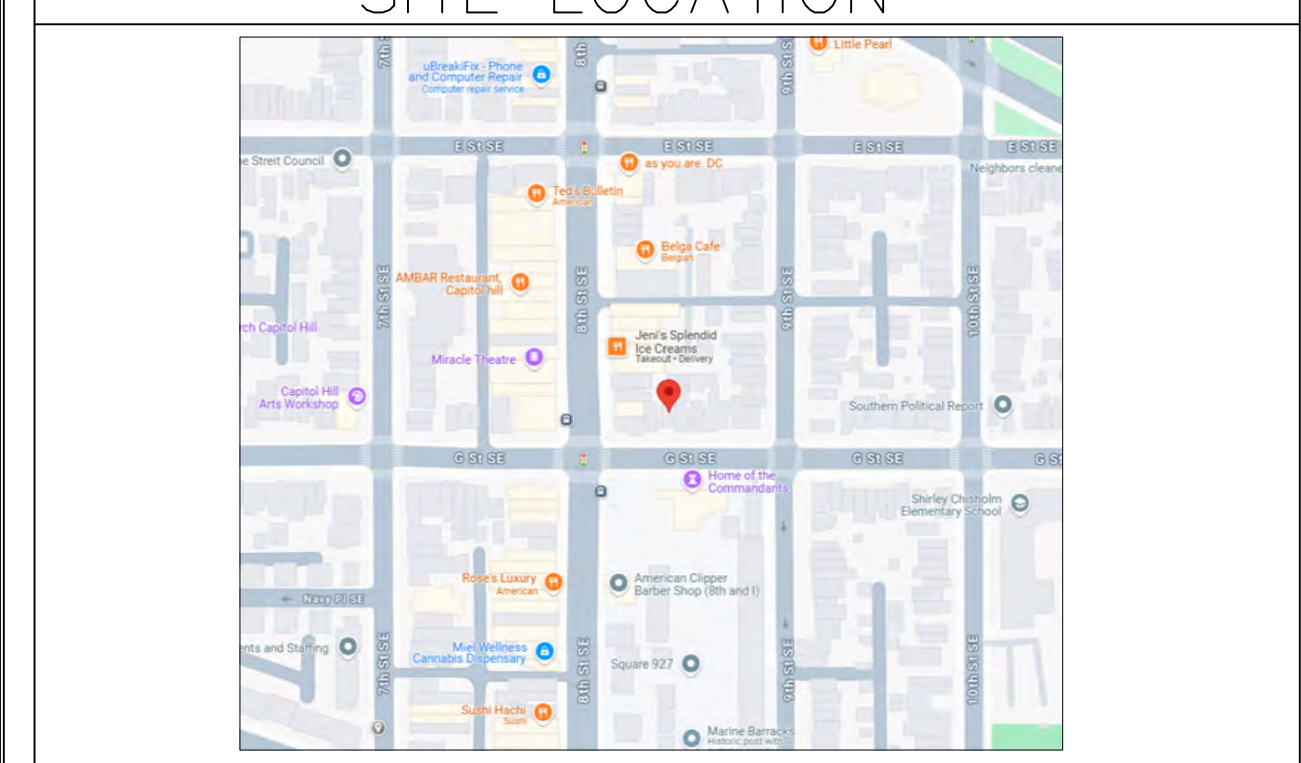 SITE LOCATION
Little Pearl
7th
8th
9th St S
uBreakiFix - Phone
and Computer Repair
Computer repair service
E St SE
E St SE
E St SE
E St SE
e Streit Council
as you are. DC
Neighbors cleane
Ted's Bulletin
American
Belga Cafe
Belgian
AMBAR Restaurant,
Capitol hill
7th St SE
8th St SE
9th St SE
10th St SE
rch Capitol Hill
Jeni's Splendid
Ice Creams
Takeout • Delivery
Miracle Theatre
Capitol Hill
Arts Workshop
Southern Political Report
G St SE
G St SE
G St SE
G St
Home of the
Commandants
Shirley Chisholm
Elementary School
Rose's Luxury
American
American Clipper
Barber Shop (8th and I)
← Navy Pl SE
ents and Staffing
Miel Wellness
Cannabis Dispensary
Square 927
7th St SE
8th St SE
9th St SE
10th St SE
Sushi Hachi
Sushi
Marine Barracks
Historic post with